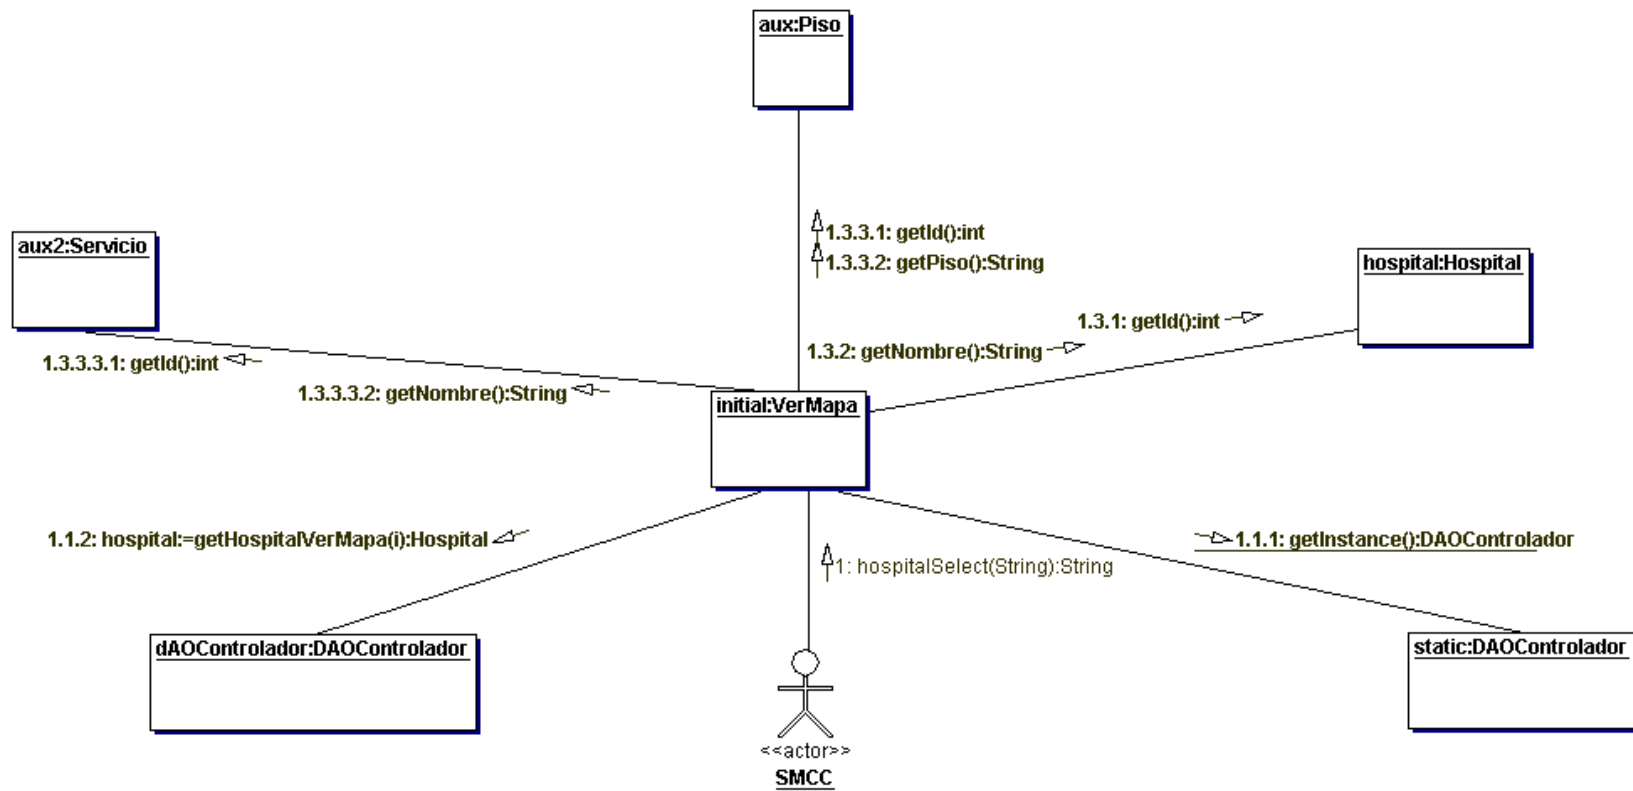 aux:Piso
aux2:Servicio
1.3.3.1: getId():int
1.3.3.2: getPiso():String
hospital:Hospital
1.3.1: getId():int
1.3.2: getNombre():String
1.3.3.3.1: getId():int
1.3.3.3.2: getNombre():String
initial:VerMapa
1.1.2: hospital:=getHospitalVerMapa(i):Hospital
1.1.1: getInstance():DAOControlador
1: hospitalSelect(String):String
dAOControlador:DAOControlador
static:DAOControlador
<<actor>>
SMCC